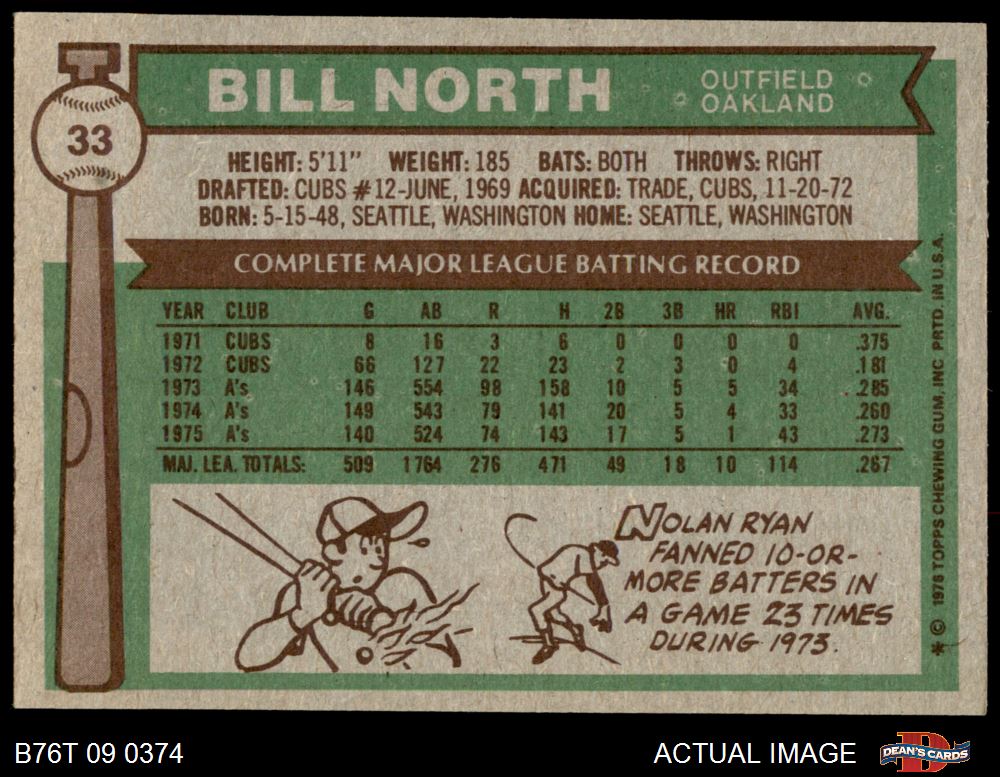 BILL NORTH
OUTFIELD
OAKLAND
33
HEIGHT: 5'11" WEIGHT: 185 BATS: BOTH THROWS: RIGHT
DRAFTED: CUBS #12-JUNE, 1969 ACQUIRED: TRADE, CUBS, 11-20-72
BORN: 5-15-48, SEATTLE, WASHINGTON HOME: SEATTLE, WASHINGTON
COMPLETE MAJOR LEAGUE BATTING RECORD
YEAR CLUB G AB R H 2B 3B HR RBI AVG.
1971 CUBS 8 16 3 6 0 0 0 0 .375
1972 CUBS 66 127 22 23 2 3 0 4 .181
1973 A's 146 554 98 158 10 5 5 34 .285
1974 A's 149 543 79 141 20 5 4 33 .260
1975 A's 140 524 74 143 17 5 1 43 .273
MAJ. LEA. TOTALS: 509 1764 276 471 49 18 10 114 .267
NOLAN RYAN
FANNED 10-OR-
MORE BATTERS IN
A GAME 23 TIMES
DURING 1973.
* © 1976 TOPPS CHEWING GUM, INC PRTD. IN U.S.A.
B76T 09 0374
ACTUAL IMAGE
DEAN'S CARDS